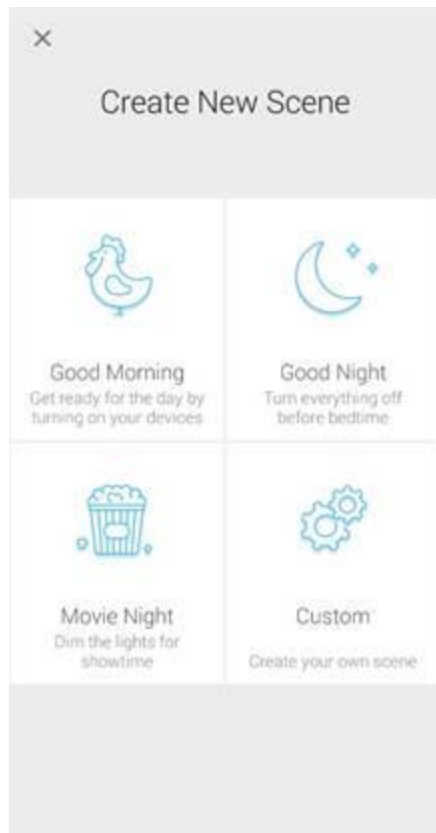 Create New Scene
Good Morning
Get ready for the day by
turning on your devices
Good Night
Turn everything off
before bedtime
Movie Night
Dim the lights for
showtime
Custom
Create your own scene